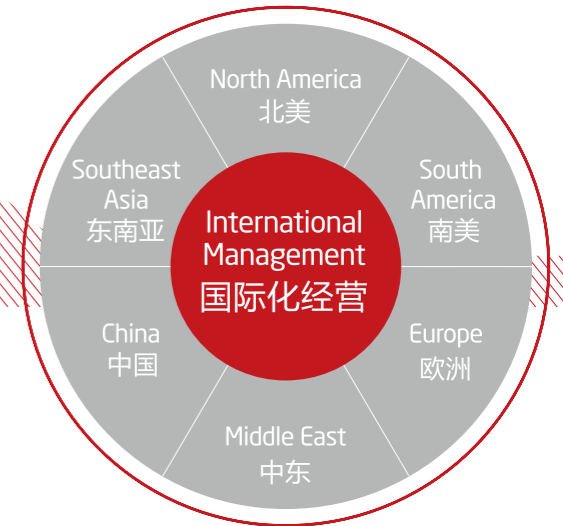 North America
北美
South
America
南美
Europe
欧洲
Middle East
中东
China
中国
Southeast
Asia
东南亚
International
Management
国际化经营